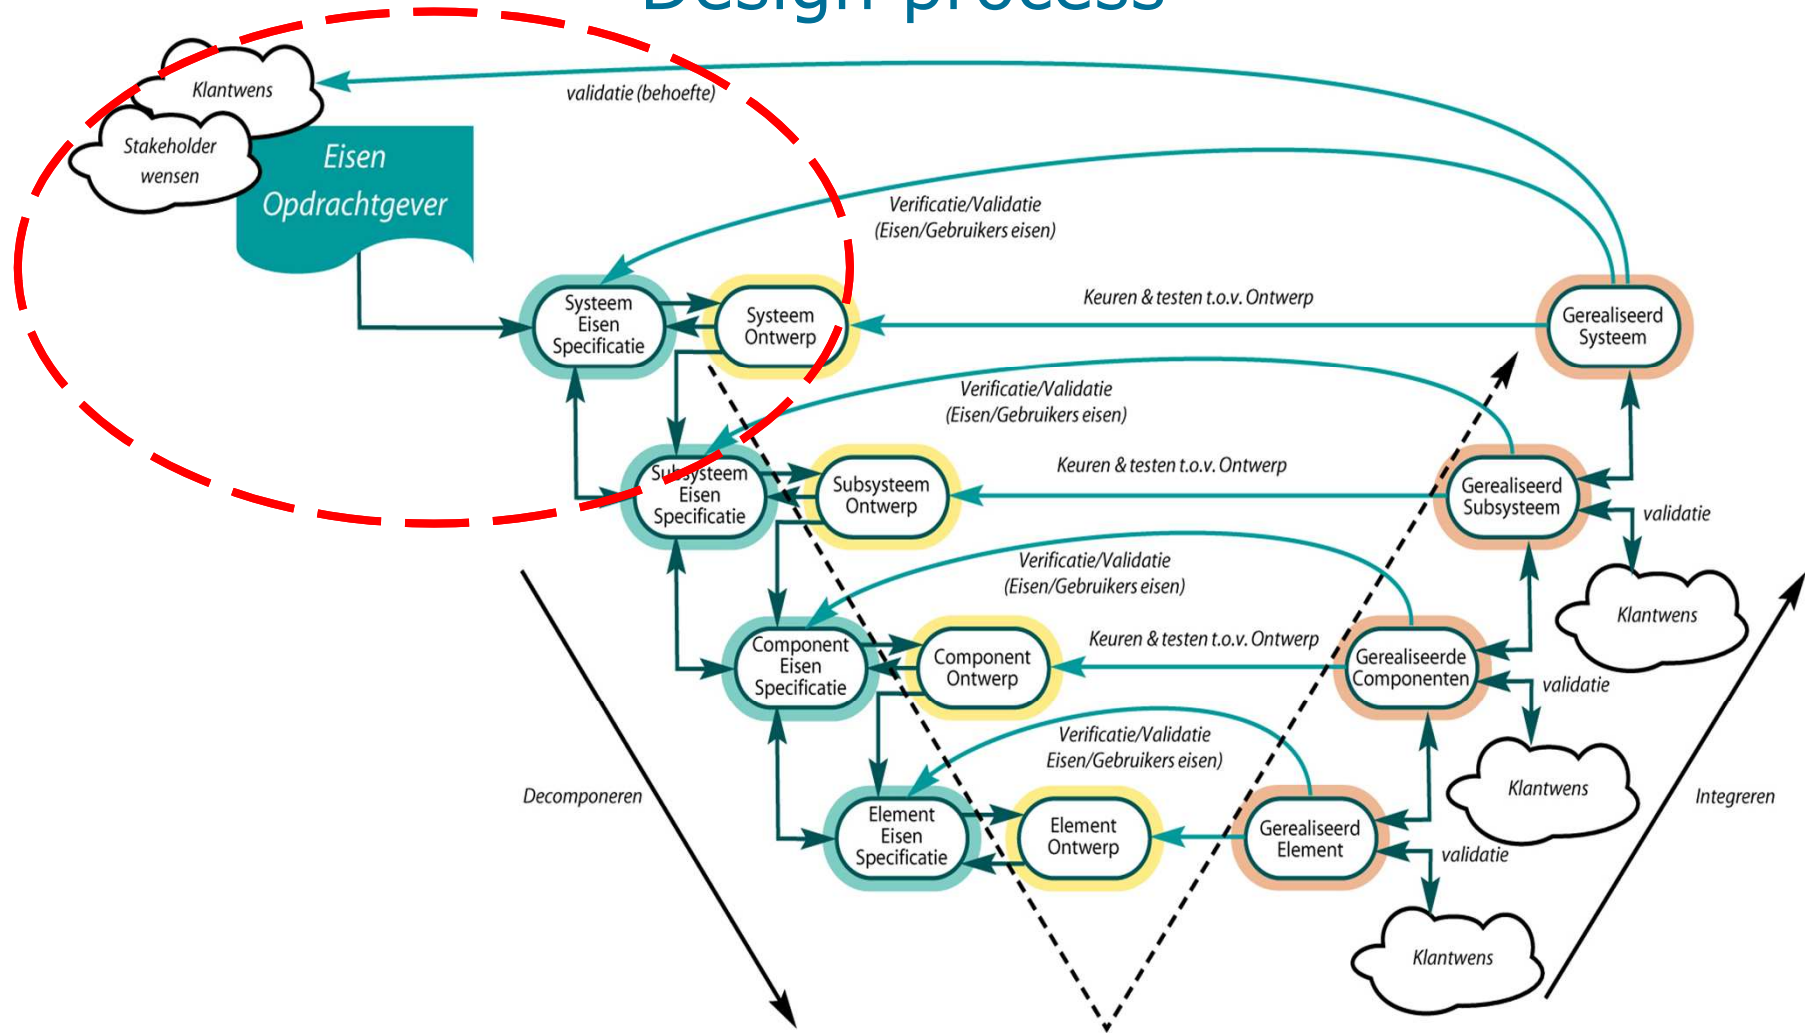 Design process
Klantwens
validatie (behoefte)
Stakeholder
wensen
Eisen
Opdrachtgever
Verificatie/Validatie
(Eisen/Gebruikers eisen)
Systeem
Eisen
Specificatie
Systeem
Ontwerp
Keuren & testen t.o.v. Ontwerp
Gerealiseerd
Systeem
Verificatie/Validatie
(Eisen/Gebruikers eisen)
Subsysteem
Eisen
Specificatie
Subsysteem
Ontwerp
Keuren & testen t.o.v. Ontwerp
Gerealiseerd
Subsysteem
validatie
Klantwens
Verificatie/Validatie
(Eisen/Gebruikers eisen)
Component
Eisen
Specificatie
Component
Ontwerp
Keuren & testen t.o.v. Ontwerp
Gerealiseerde
Componenten
validatie
Klantwens
Verificatie/Validatie
Eisen/Gebruikers eisen)
Decomponeren
Integreren
Element
Eisen
Specificatie
Element
Ontwerp
Gerealiseerd
Element
validatie
Klantwens